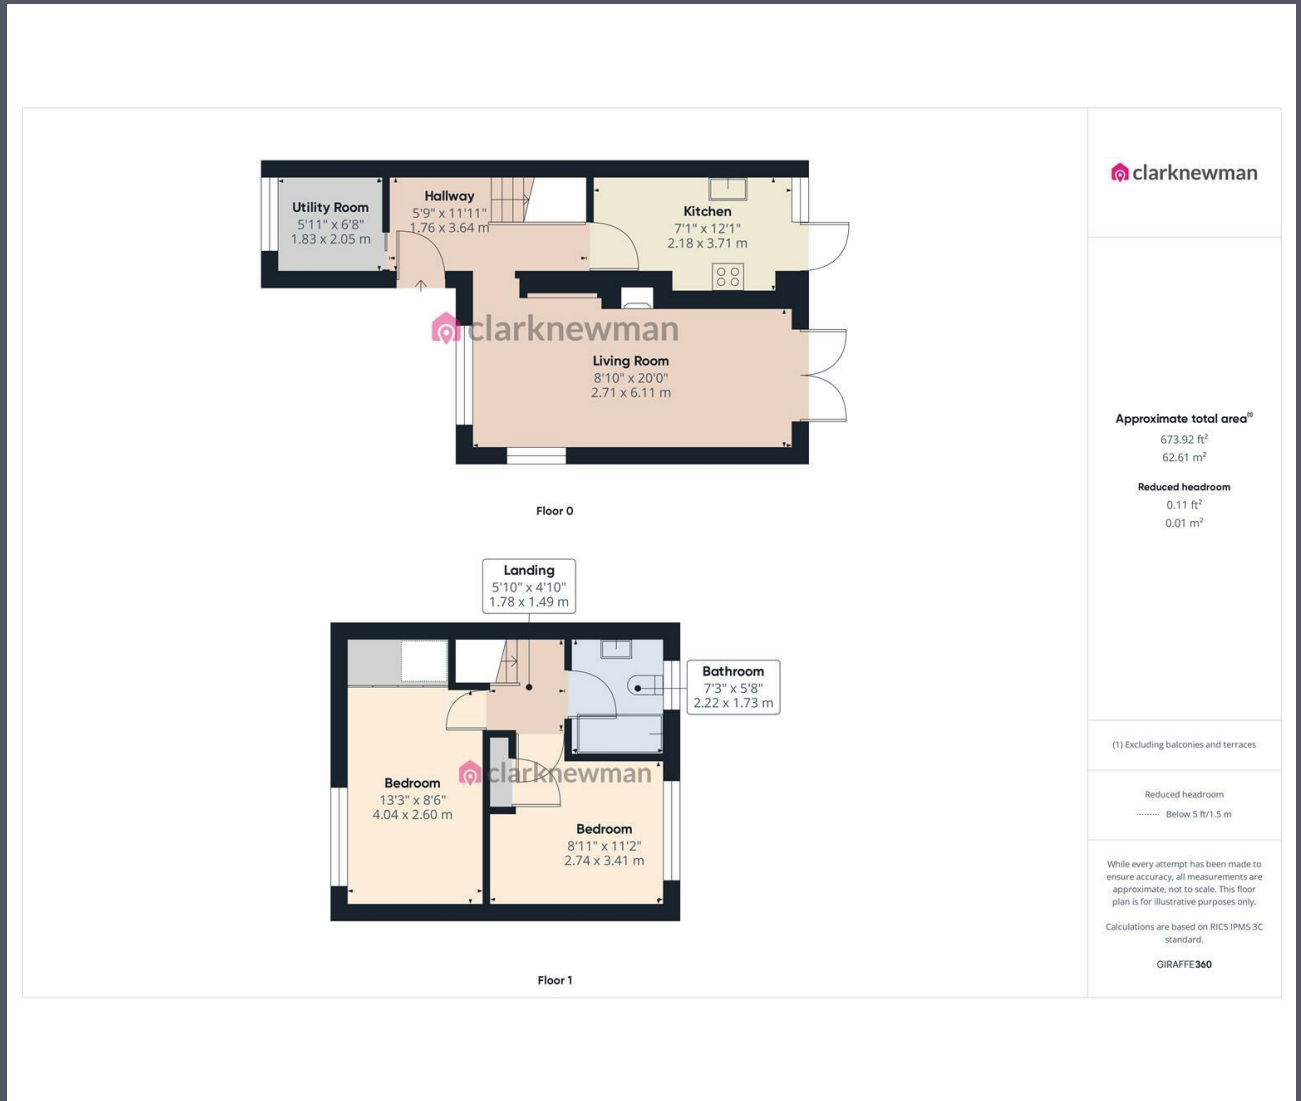 Utility Room
5'11" x 6'8"
1.83 x 2.05 m
Hallway
5'9" x 11'11"
1.76 x 3.64 m
Kitchen
7'1" x 12'1"
2.18 x 3.71 m
clarknewman
Living Room
8'10" x 20'0"
2.71 x 6.11 m
Floor 0
Landing
5'10" x 4'10"
1.78 x 1.49 m
Bathroom
7'3" x 5'8"
2.22 x 1.73 m
clarknewman
Bedroom
13'3" x 8'6"
4.04 x 2.60 m
Bedroom
8'11" x 11'2"
2.74 x 3.41 m
Floor 1
clarknewman
Approximate total area(1)
673.92 ft²
62.61 m²
Reduced headroom
0.11 ft²
0.01 m²
(1) Excluding balconies and terraces
Reduced headroom
Below 5 ft/1.5 m
While every attempt has been made to
ensure accuracy, all measurements are
approximate, not to scale. This floor
plan is for illustrative purposes only.
Calculations are based on RICS IPMS 3C
standard.
GIRAFFE360